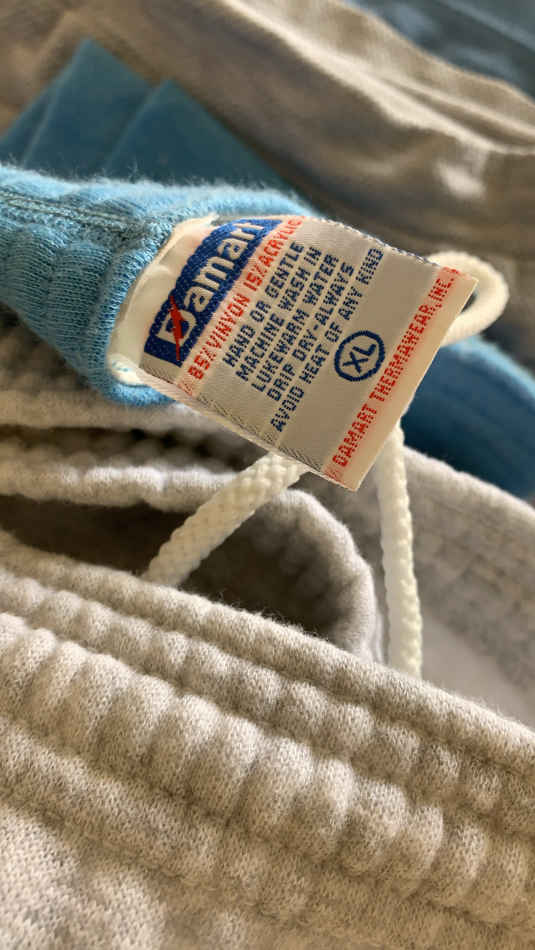 Damart
85%VINYON 15%ACRYLIC
HAND OR GENTLE
MACHINE WASH IN
LUKEWARM WATER
DRIP DRY-ALWAYS
AVOID HEAT OF ANY KIND
XL
DAMART THERMAWEAR, INC.